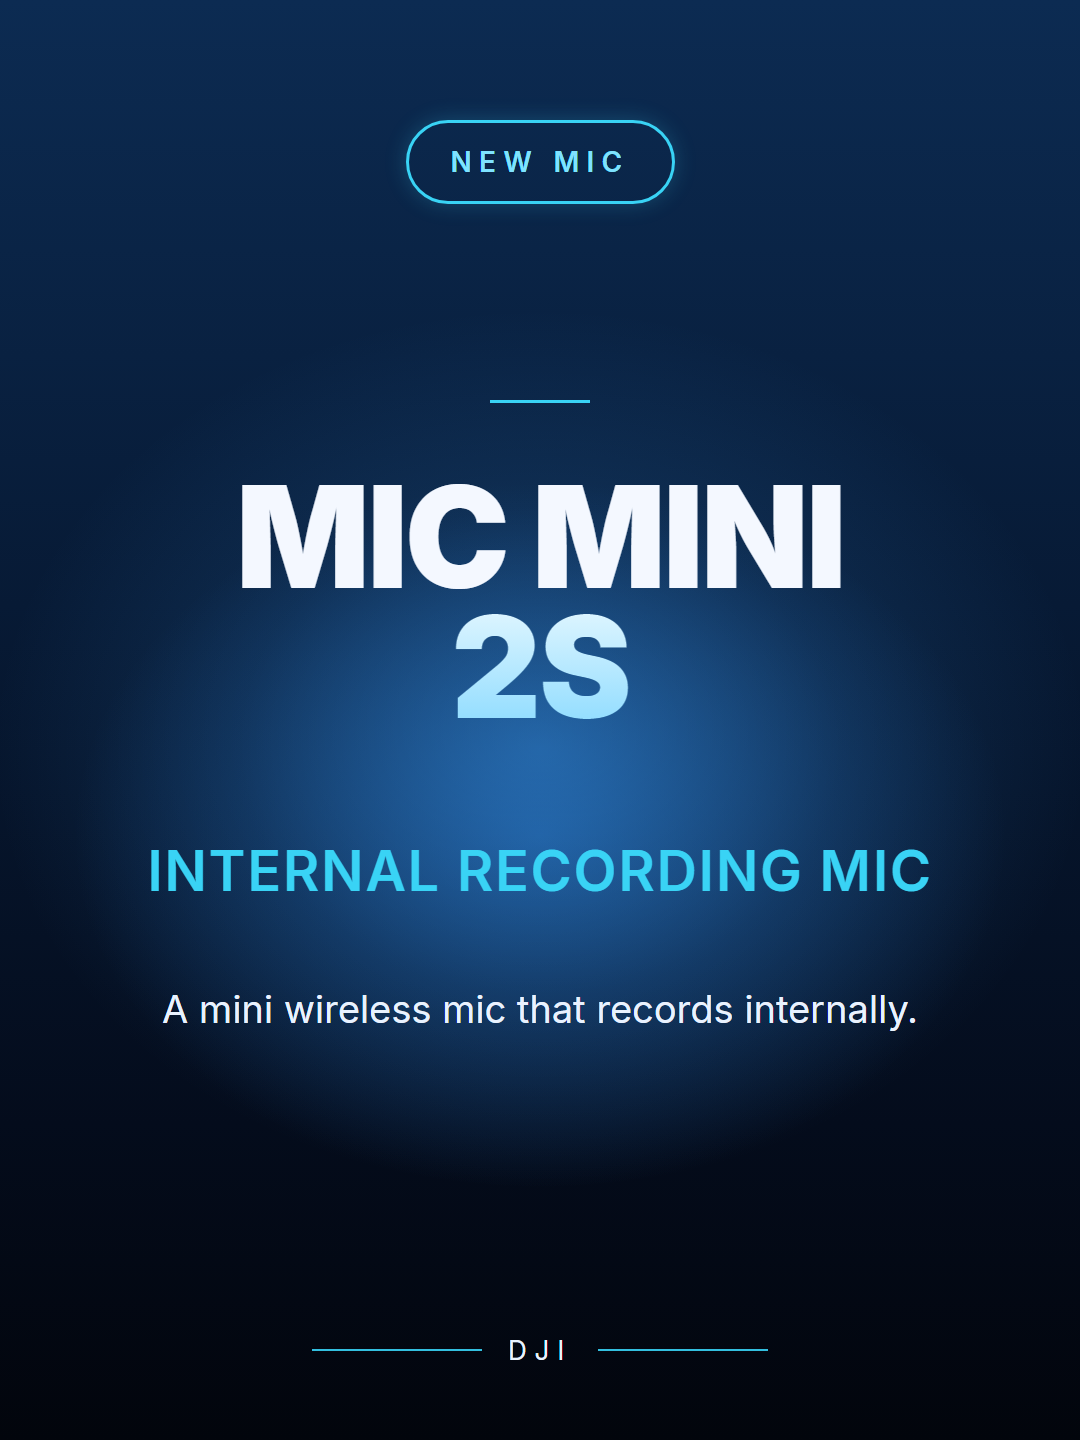 NEW MIC
MIC MINI
2S
INTERNAL RECORDING MIC
A mini wireless mic that records internally.
DJI